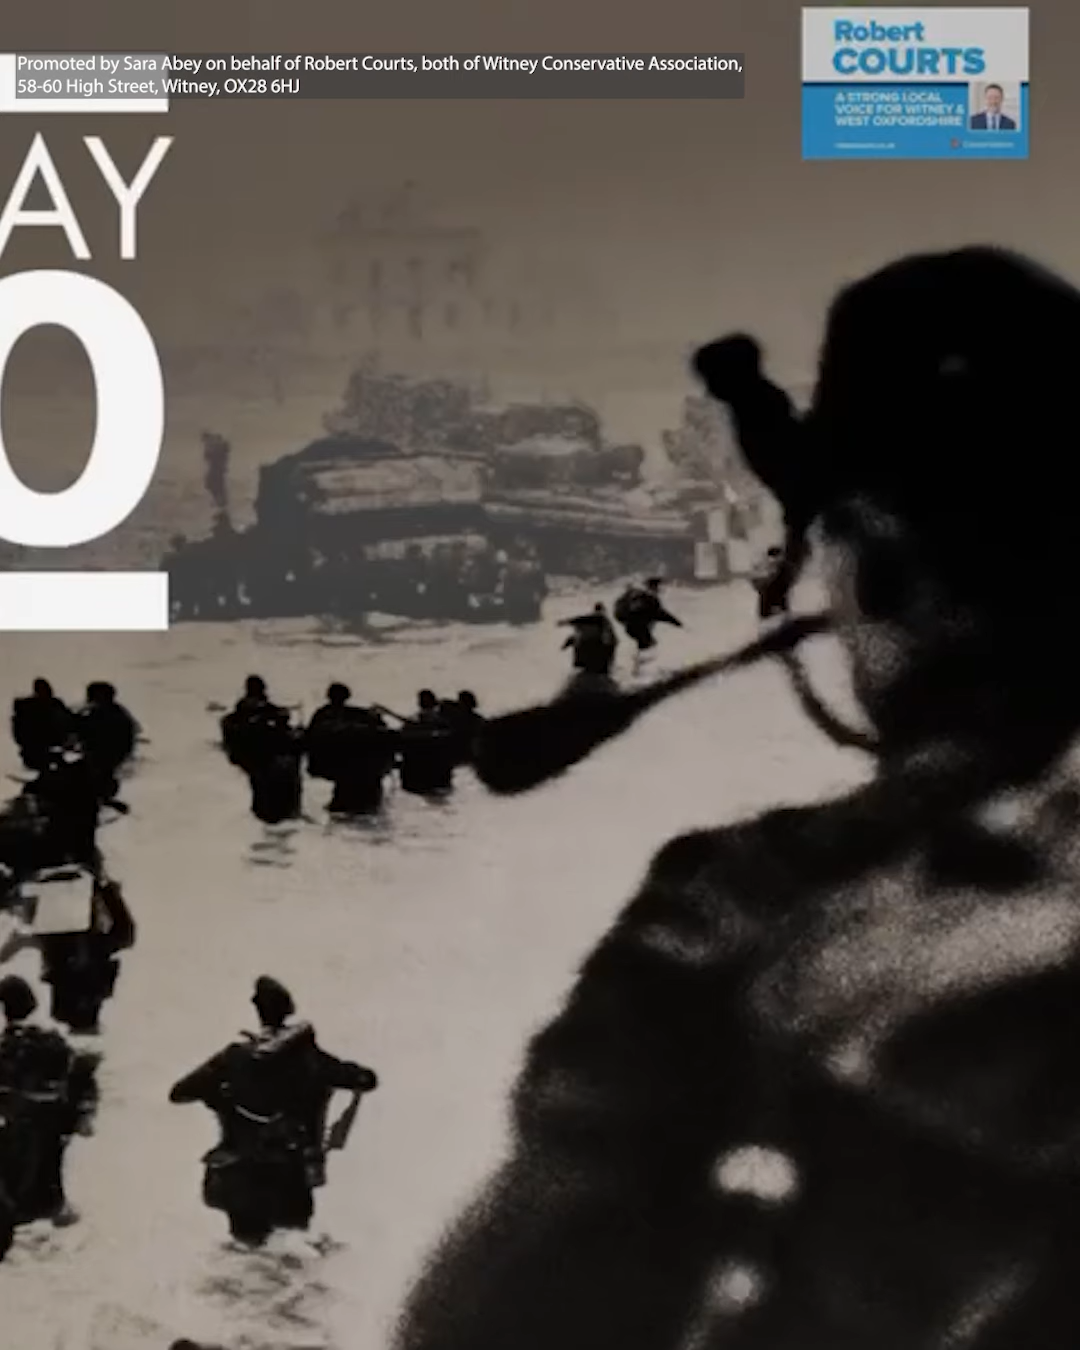 Promoted by Sara Abey on behalf of Robert Courts, both of Witney Conservative Association,
58-60 High Street, Witney, OX28 6HJ
Robert
COURTS
A STRONG LOCAL
VOICE FOR WITNEY &
WEST OXFORDSHIRE
Conservatives
AY
0